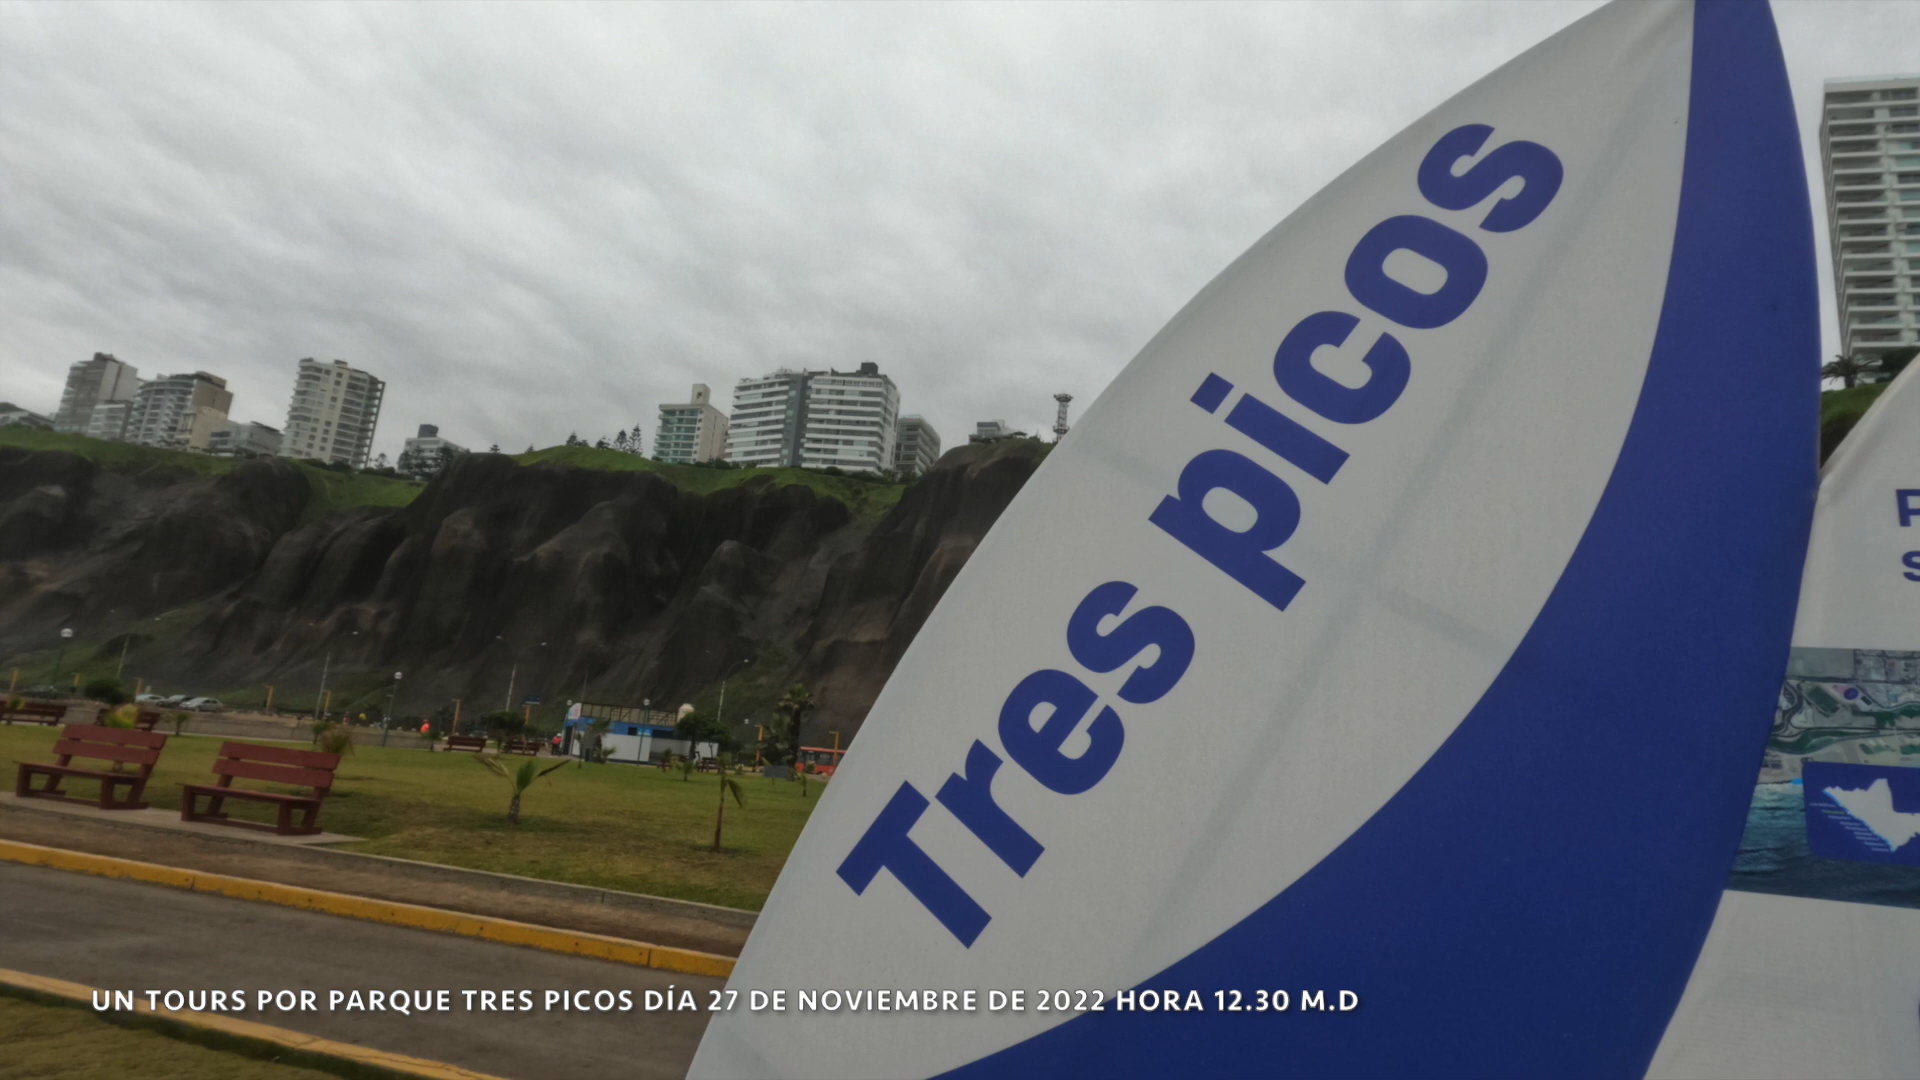 Tres picos
UN TOURS POR PARQUE TRES PICOS DÍA 27 DE NOVIEMBRE DE 2022 HORA 12.30 M.D